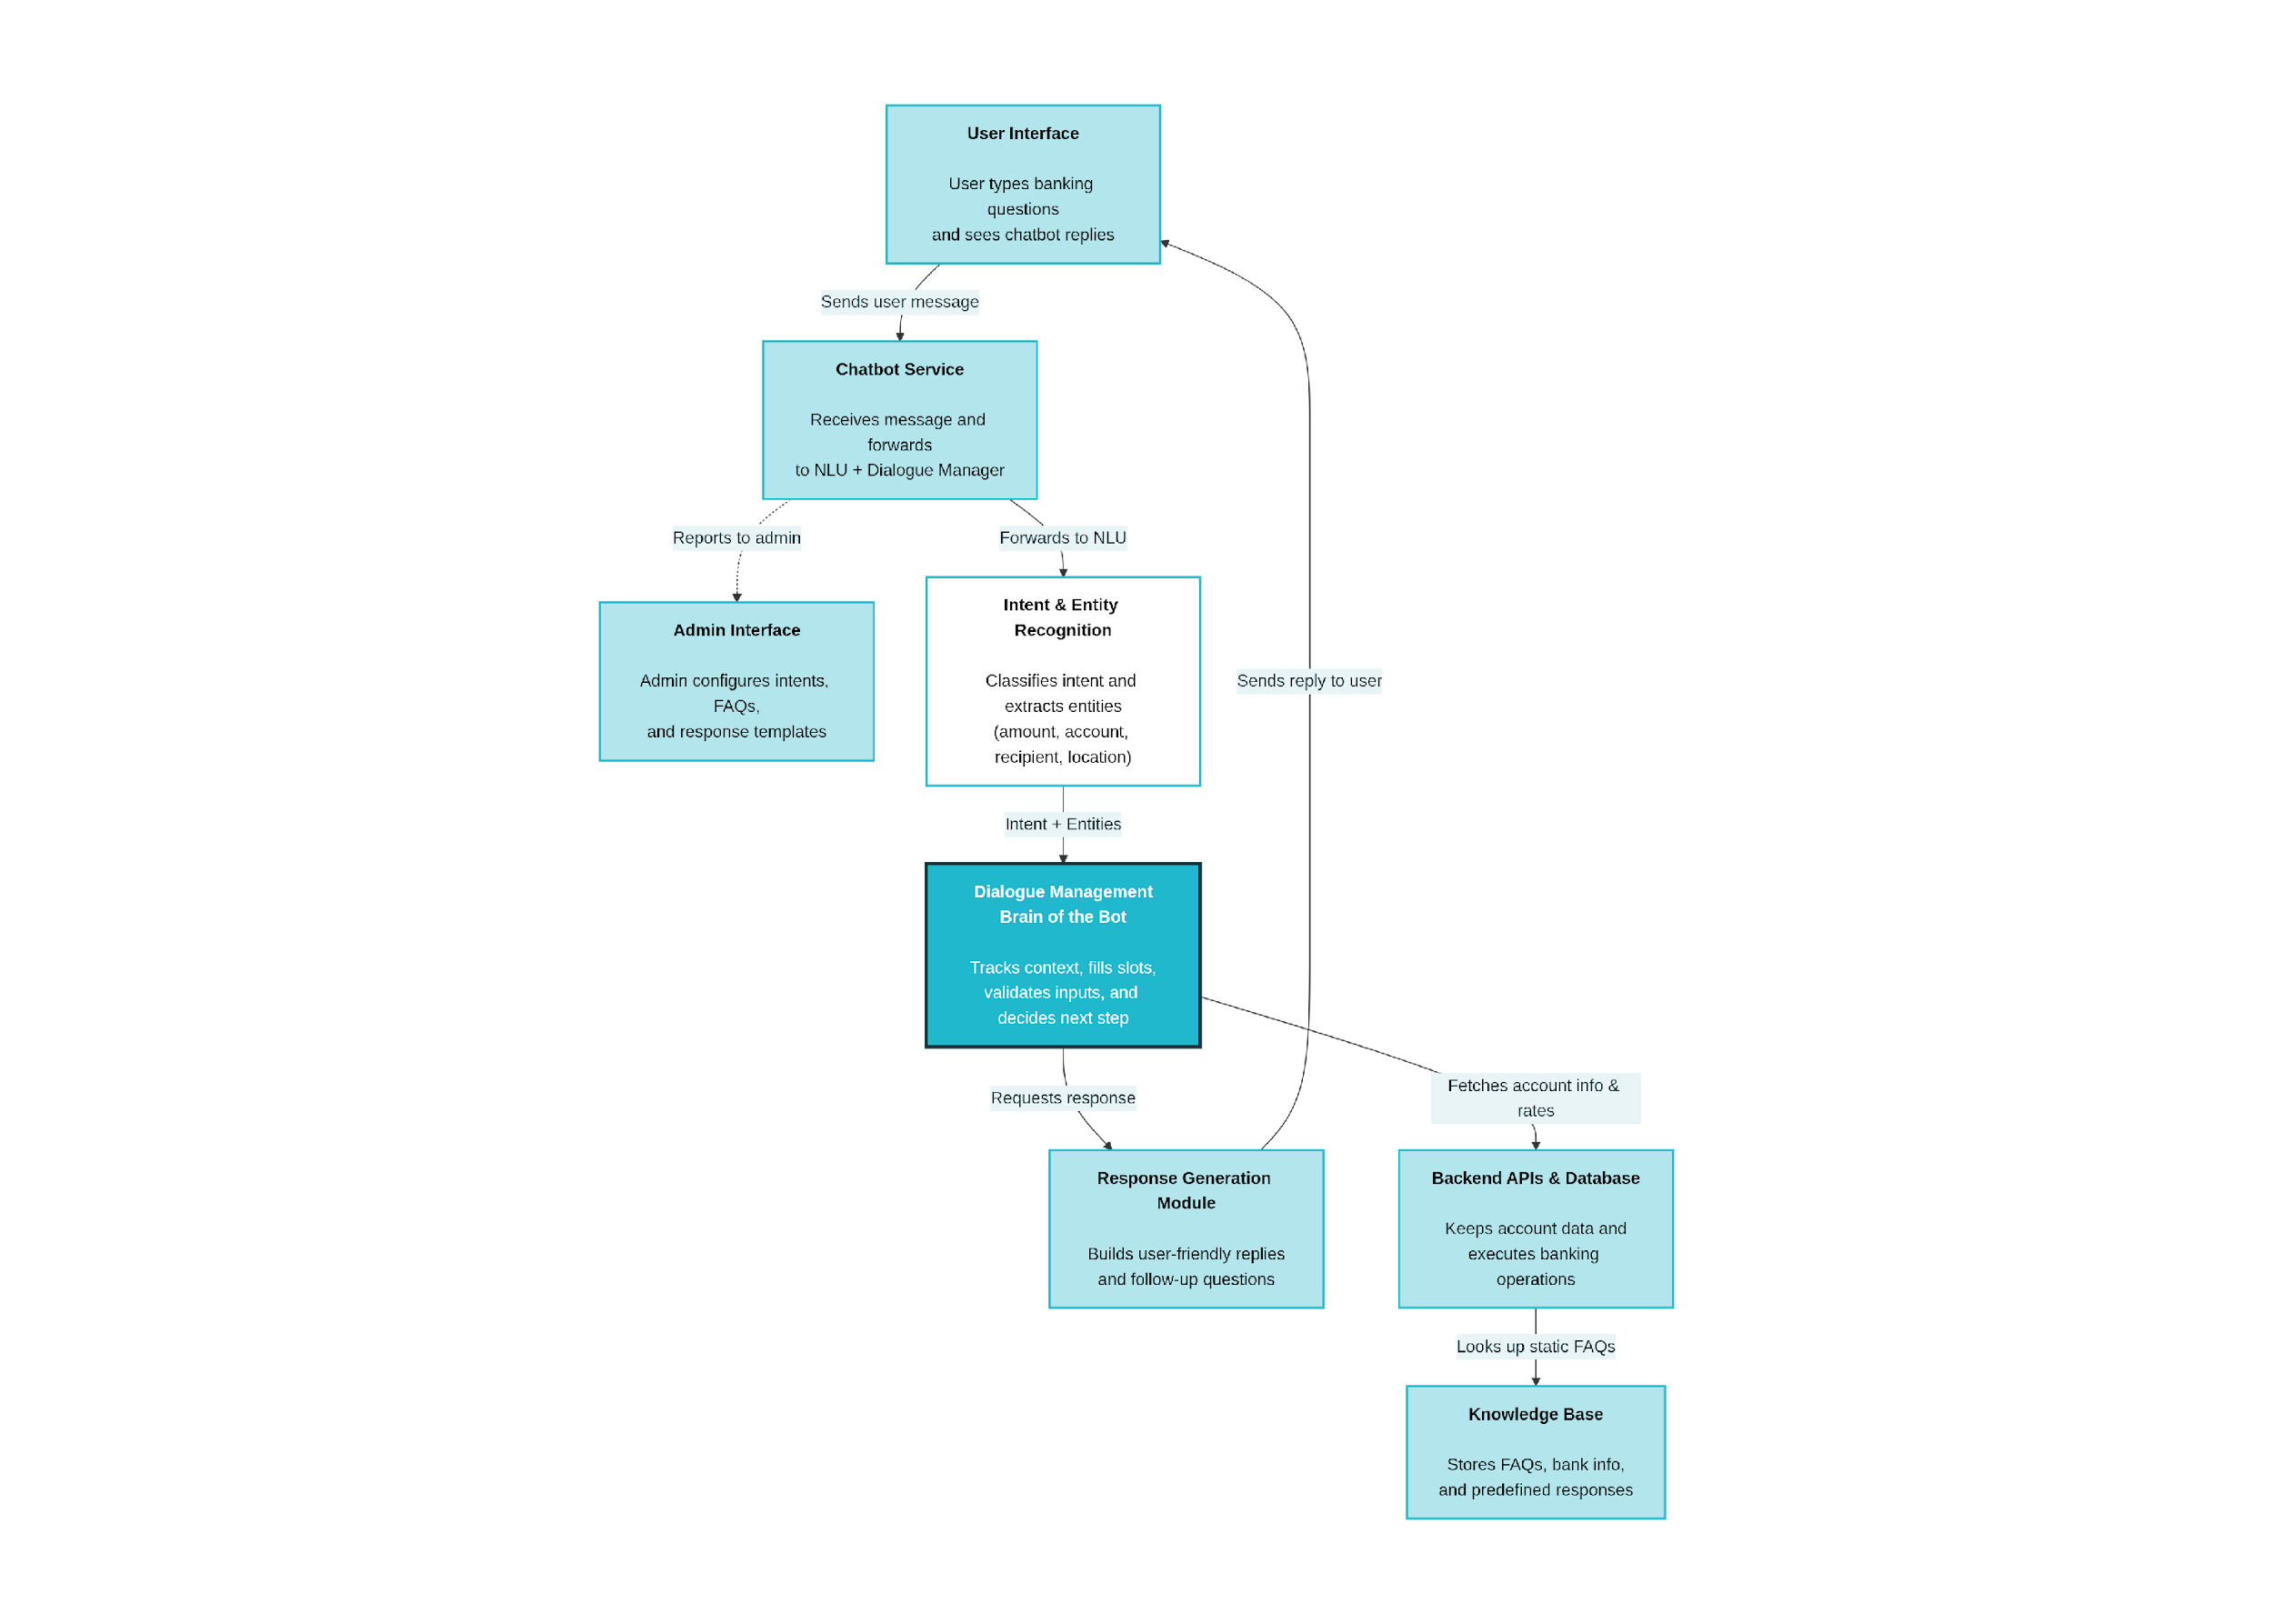 User Interface
User types banking
questions
and sees chatbot replies
Sends user message
Chatbot Service
Receives message and
forwards
to NLU + Dialogue Manager
Reports to admin
Forwards to NLU
Admin Interface
Admin configures intents,
FAQs,
and response templates
Intent & Entity
Recognition
Classifies intent and
extracts entities
(amount, account,
recipient, location)
Sends reply to user
Intent + Entities
Dialogue Management
Brain of the Bot
Tracks context, fills slots,
validates inputs, and
decides next step
Requests response
Fetches account info &
rates
Response Generation
Module
Builds user-friendly replies
and follow-up questions
Backend APIs & Database
Keeps account data and
executes banking
operations
Looks up static FAQs
Knowledge Base
Stores FAQs, bank info,
and predefined responses